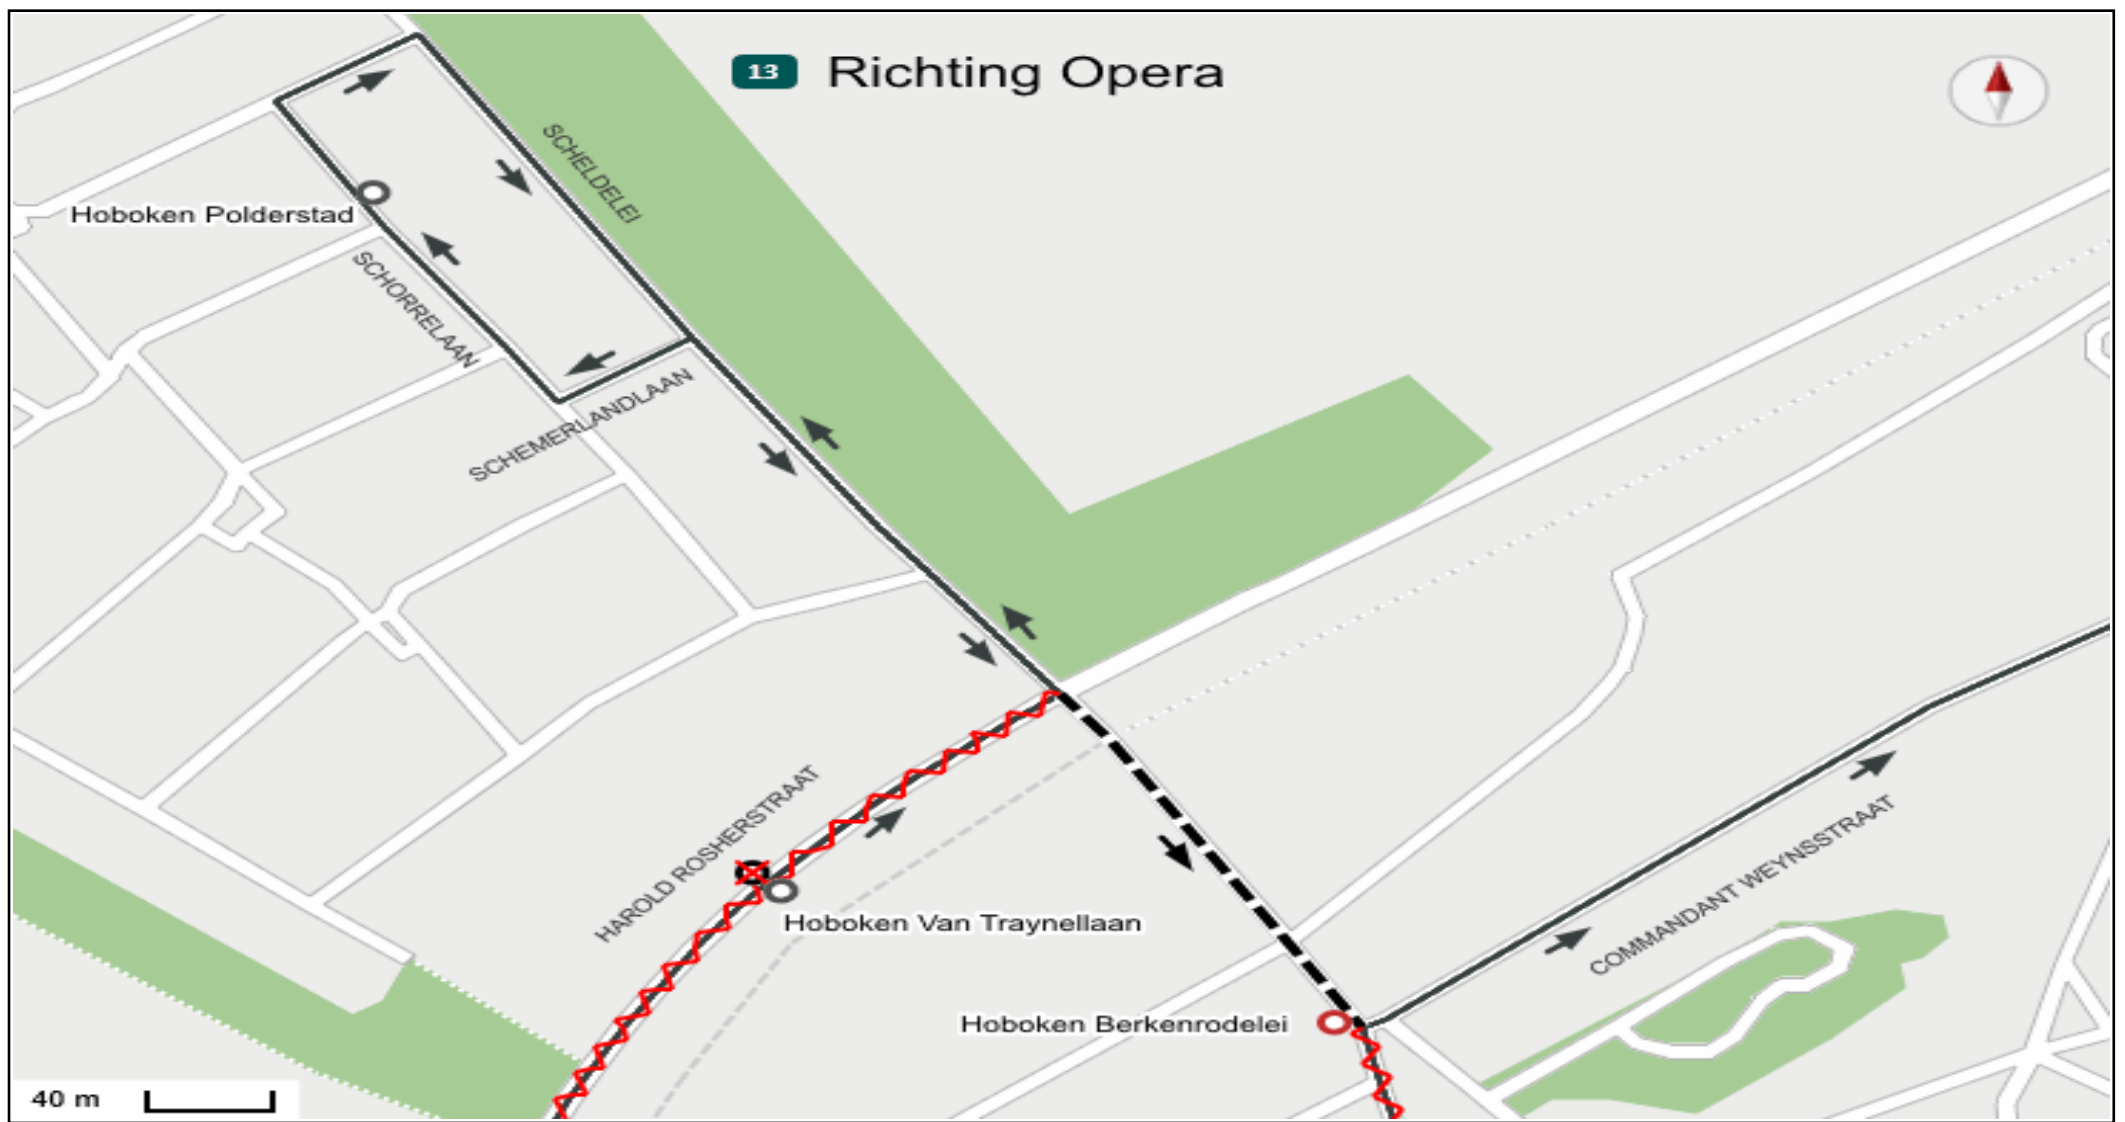 13 Richting Opera
SCHELDELEI
Hoboken Polderstad
SCHORRELAAN
SCHEMERLANDLAAN
HAROLD ROSHERSTRAAT
COMMANDANT WEYNSSTRAAT
Hoboken Van Traynellaan
Hoboken Berkenrodelei
40 m